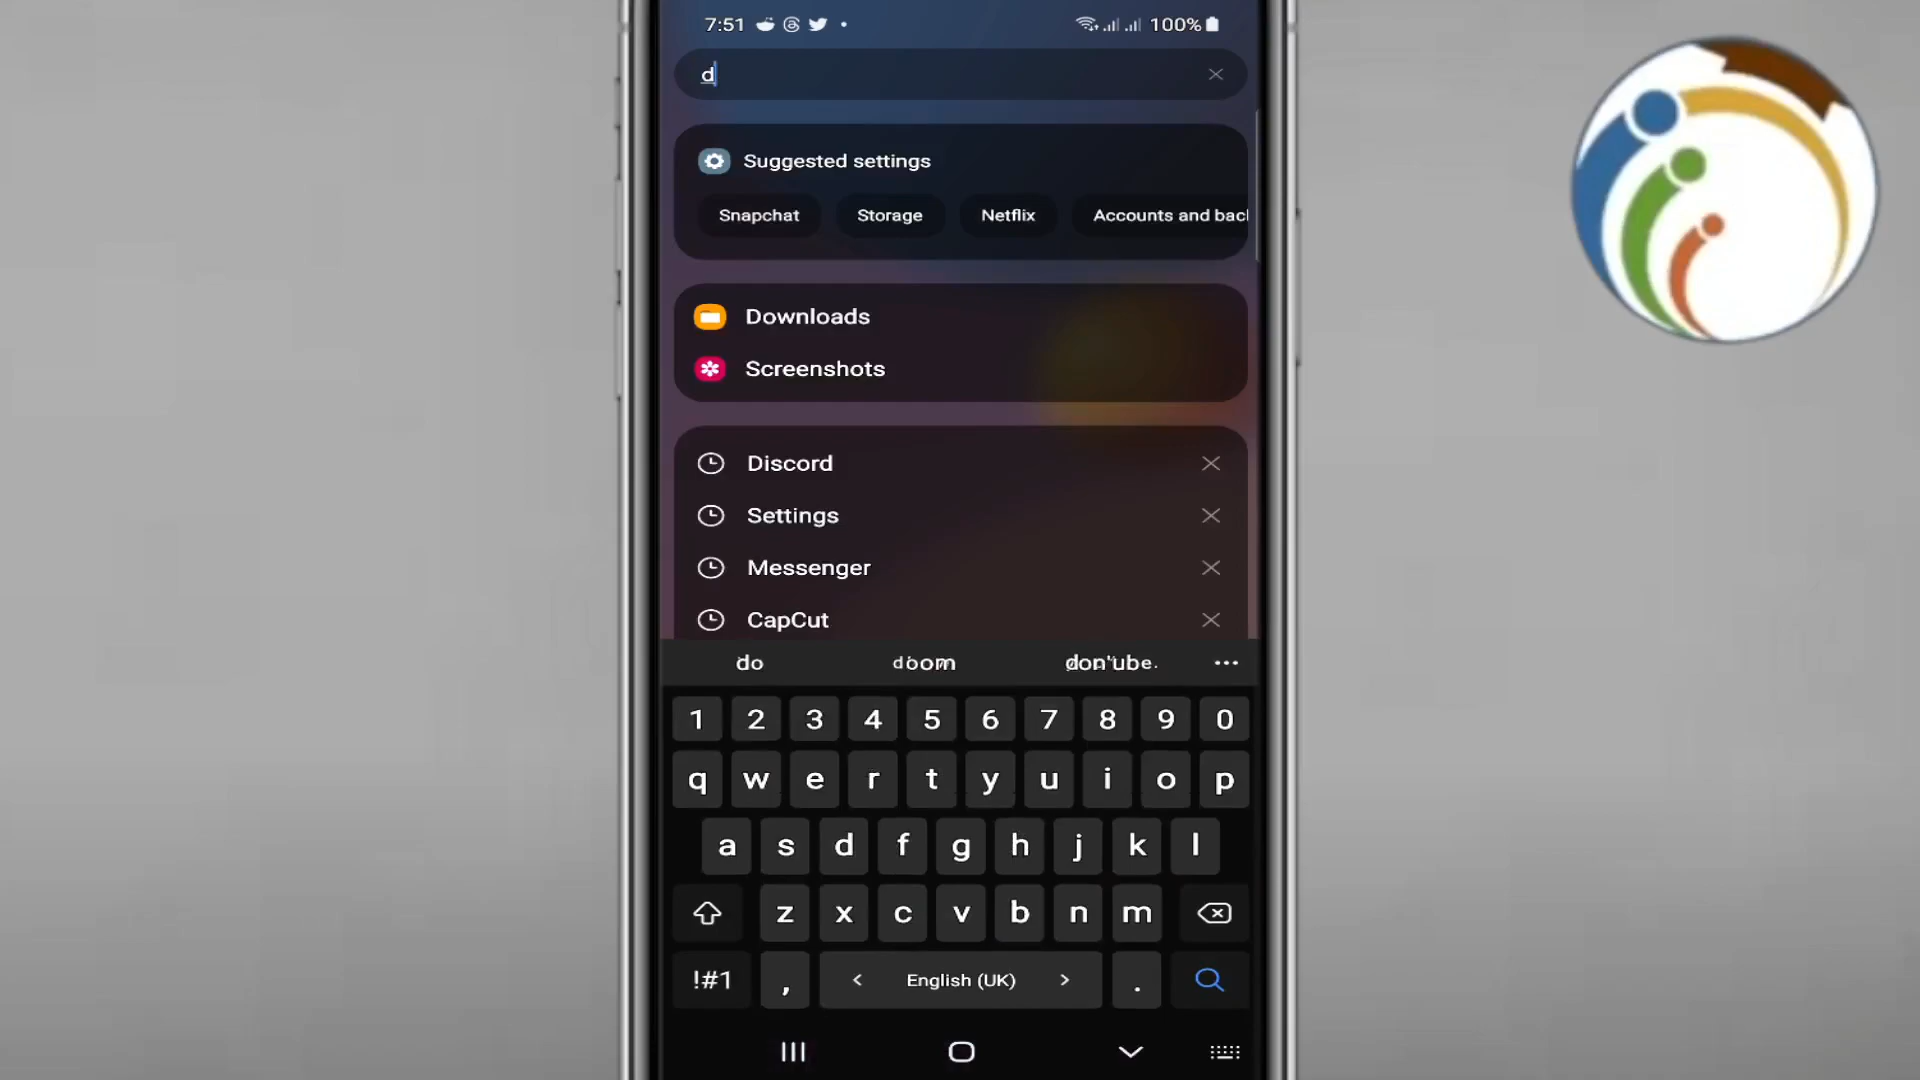 7:51 100%
d
Suggested settings
Snapchat Storage Netflix Accounts and bac
Downloads
Screenshots
Discord
Settings
Messenger
CapCut
do
1 2 3 4 5 6 7 8 9 0
q w e r t y u i o p
a s d f g h j k l
z x c v b n m
!#1 , < English (UK) > .